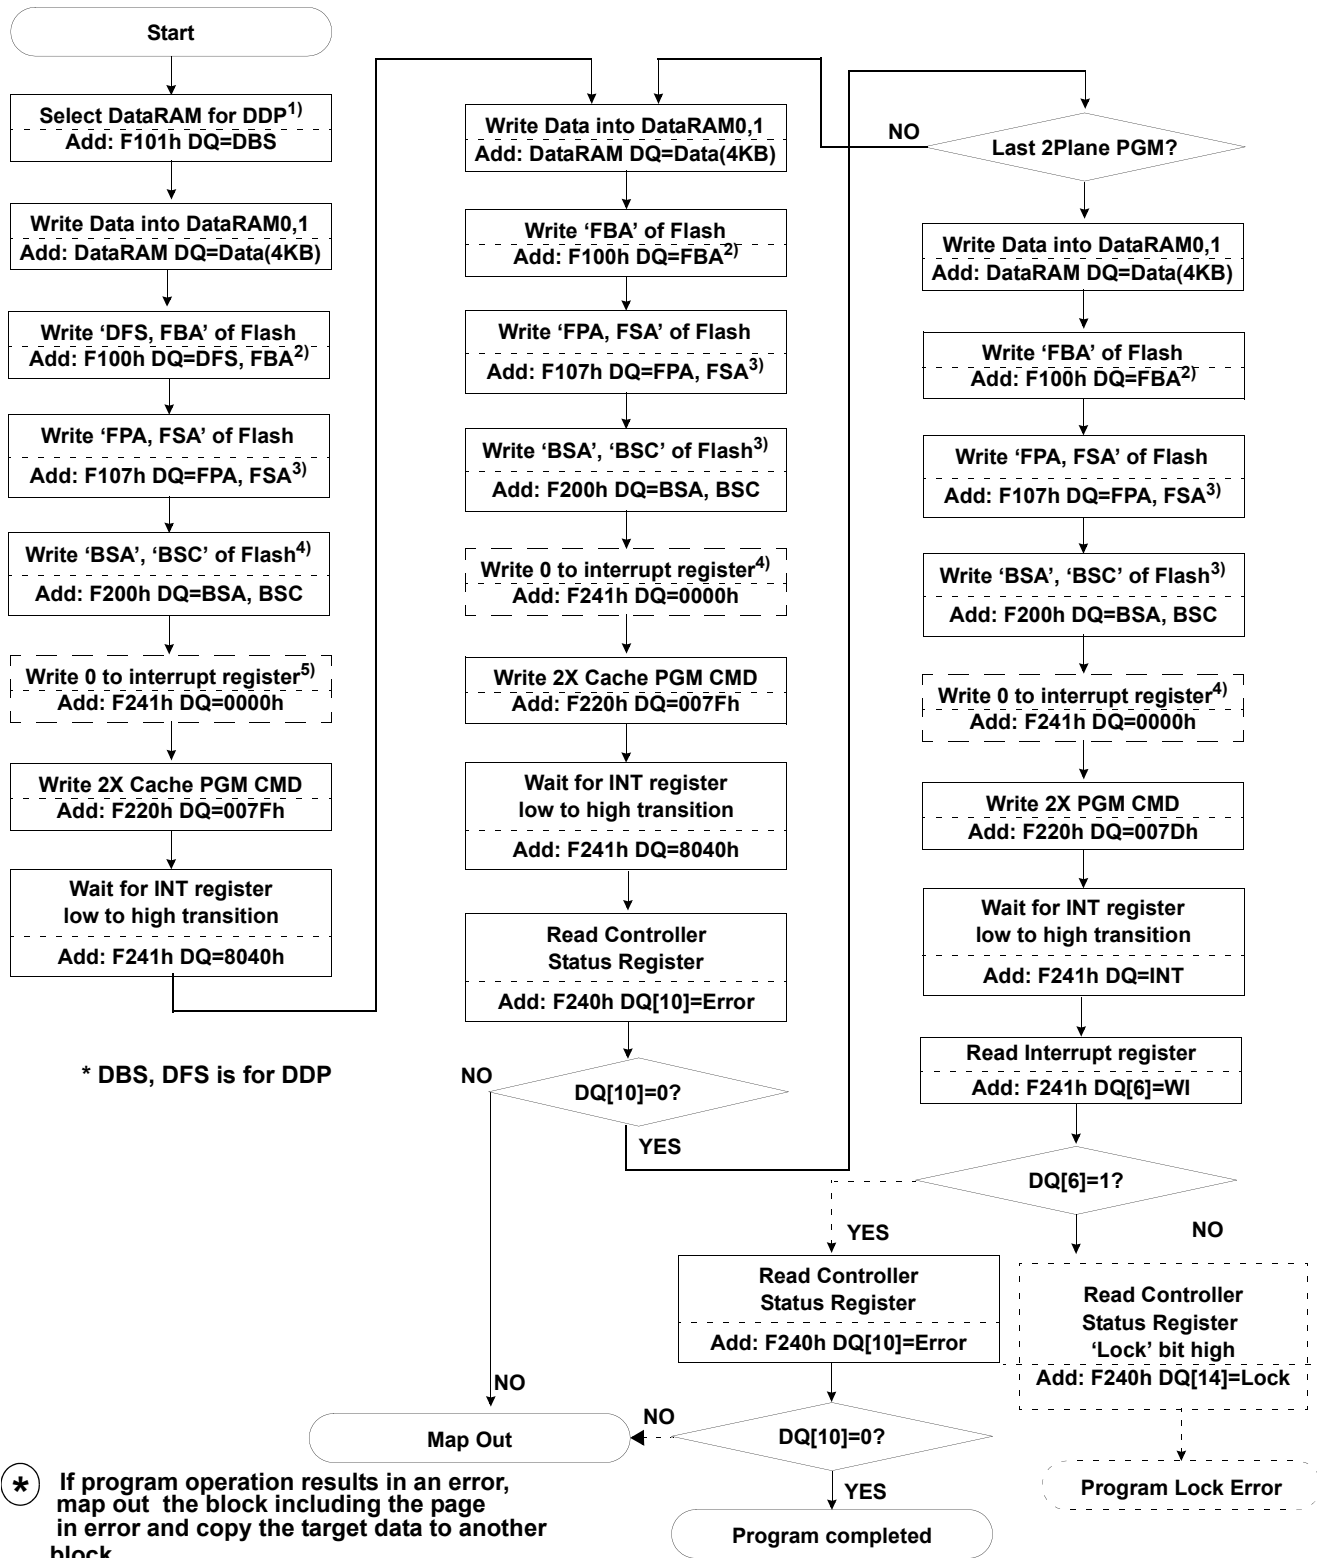 Start
Select DataRAM for DDP1)
Add: F101h DQ=DBS
Write Data into DataRAM0,1
Add: DataRAM DQ=Data(4KB)
Write ‘DFS, FBA’ of Flash
Add: F100h DQ=DFS, FBA2)
Write ‘FPA, FSA’ of Flash
Add: F107h DQ=FPA, FSA3)
Write ‘BSA’, ‘BSC’ of Flash4)
Add: F200h DQ=BSA, BSC
Write 0 to interrupt register5)
Add: F241h DQ=0000h
Write 2X Cache PGM CMD
Add: F220h DQ=007Fh
Wait for INT register
low to high transition
Add: F241h DQ=8040h
* DBS, DFS is for DDP
Write Data into DataRAM0,1
Add: DataRAM DQ=Data(4KB)
Write ‘FBA’ of Flash
Add: F100h DQ=FBA2)
Write ‘FPA, FSA’ of Flash
Add: F107h DQ=FPA, FSA3)
Write ‘BSA’, ‘BSC’ of Flash3)
Add: F200h DQ=BSA, BSC
Write 0 to interrupt register4)
Add: F241h DQ=0000h
Write 2X Cache PGM CMD
Add: F220h DQ=007Fh
Wait for INT register
low to high transition
Add: F241h DQ=8040h
Read Controller
Status Register
Add: F240h DQ[10]=Error
NO
DQ[10]=0?
YES
NO
Last 2Plane PGM?
Write Data into DataRAM0,1
Add: DataRAM DQ=Data(4KB)
Write ‘FBA’ of Flash
Add: F100h DQ=FBA2)
Write ‘FPA, FSA’ of Flash
Add: F107h DQ=FPA, FSA3)
Write ‘BSA’, ‘BSC’ of Flash3)
Add: F200h DQ=BSA, BSC
Write 0 to interrupt register4)
Add: F241h DQ=0000h
Write 2X PGM CMD
Add: F220h DQ=007Dh
Wait for INT register
low to high transition
Add: F241h DQ=INT
Read Interrupt register
Add: F241h DQ[6]=WI
DQ[6]=1?
YES
NO
Read Controller
Status Register
Add: F240h DQ[10]=Error
Read Controller
Status Register
‘Lock’ bit high
Add: F240h DQ[14]=Lock
NO
Map Out
NO
DQ[10]=0?
YES
Program completed
Program Lock Error
* If program operation results in an error,
map out the block including the page
in error and copy the target data to another
block